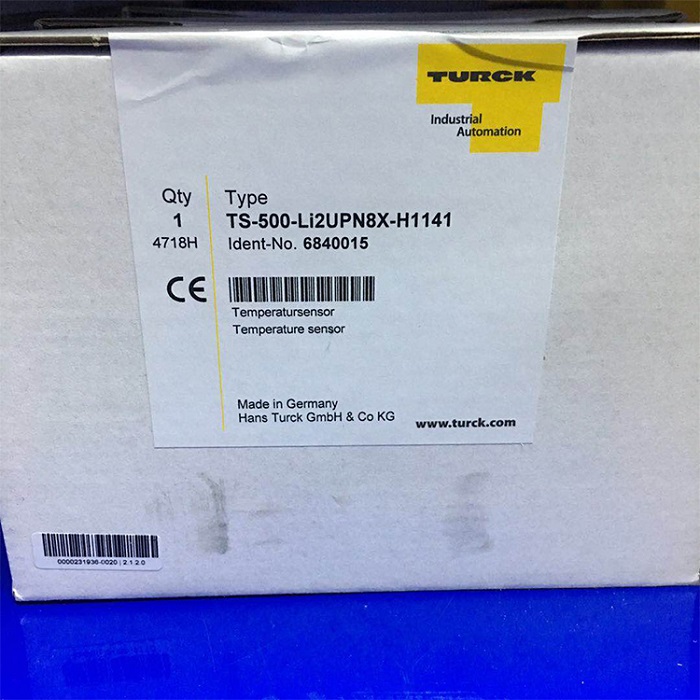 TURCK
Industrial
Automation
Qty
1
4718H
Type
TS-500-Li2UPN8X-H1141
Ident-No. 6840015
CE
Temperatursensor
Temperature sensor
Made in Germany
Hans Turck GmbH & Co KG
www.turck.com
0000231936-0020 | 2.1.2.0